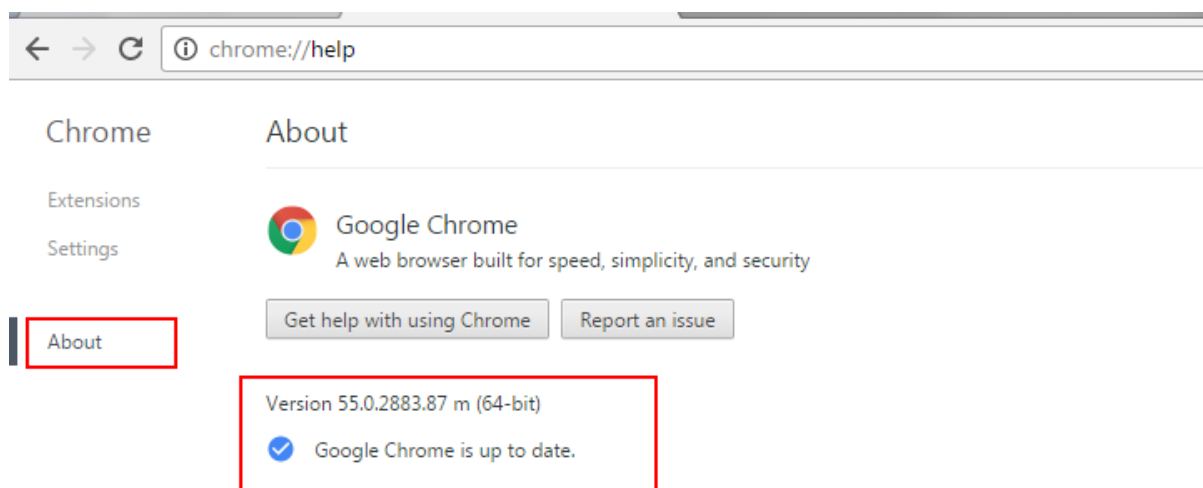 chrome://help
Chrome
About
Extensions
Settings
About
Google Chrome
A web browser built for speed, simplicity, and security
Get help with using Chrome
Report an issue
Version 55.0.2883.87 m (64-bit)
Google Chrome is up to date.